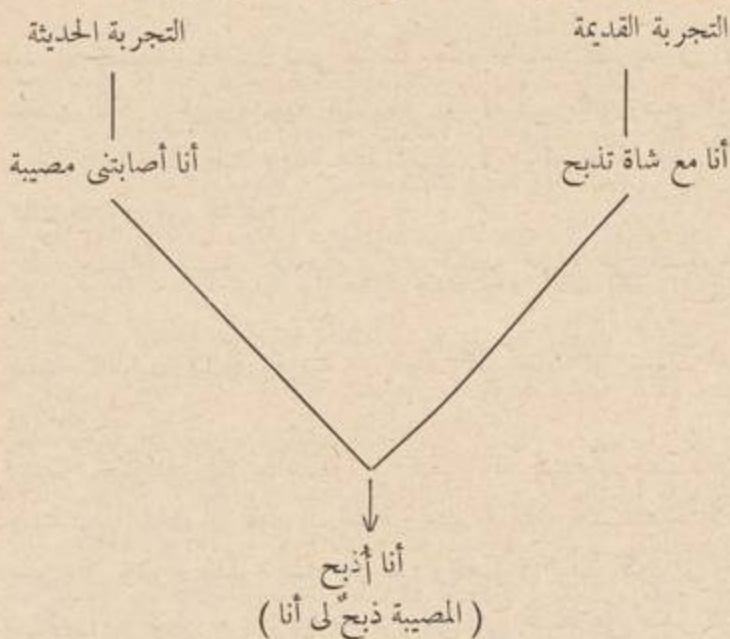 التجربة القديمة
التجربة الحديثة
أنا مع شاة تذبح
أنا أصابتنى مصيبة
أنا أُذبح
( المصيبة ذبحٌ لى أنا )